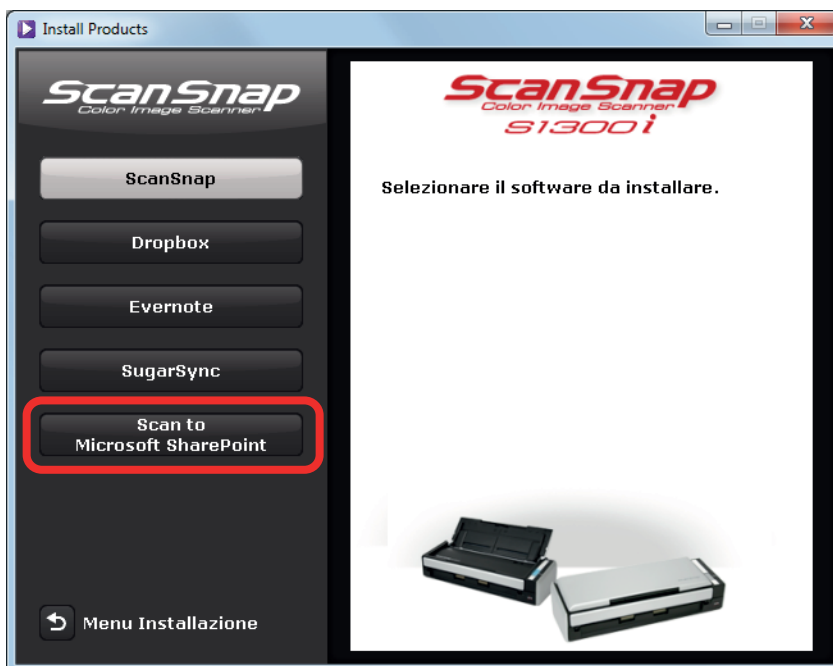 Install Products
ScanSnap
Color Image Scanner
ScanSnap
Dropbox
Evernote
SugarSync
Scan to
Microsoft SharePoint
Menu Installazione
ScanSnap
Color Image Scanner
S1300i
Selezionare il software da installare.